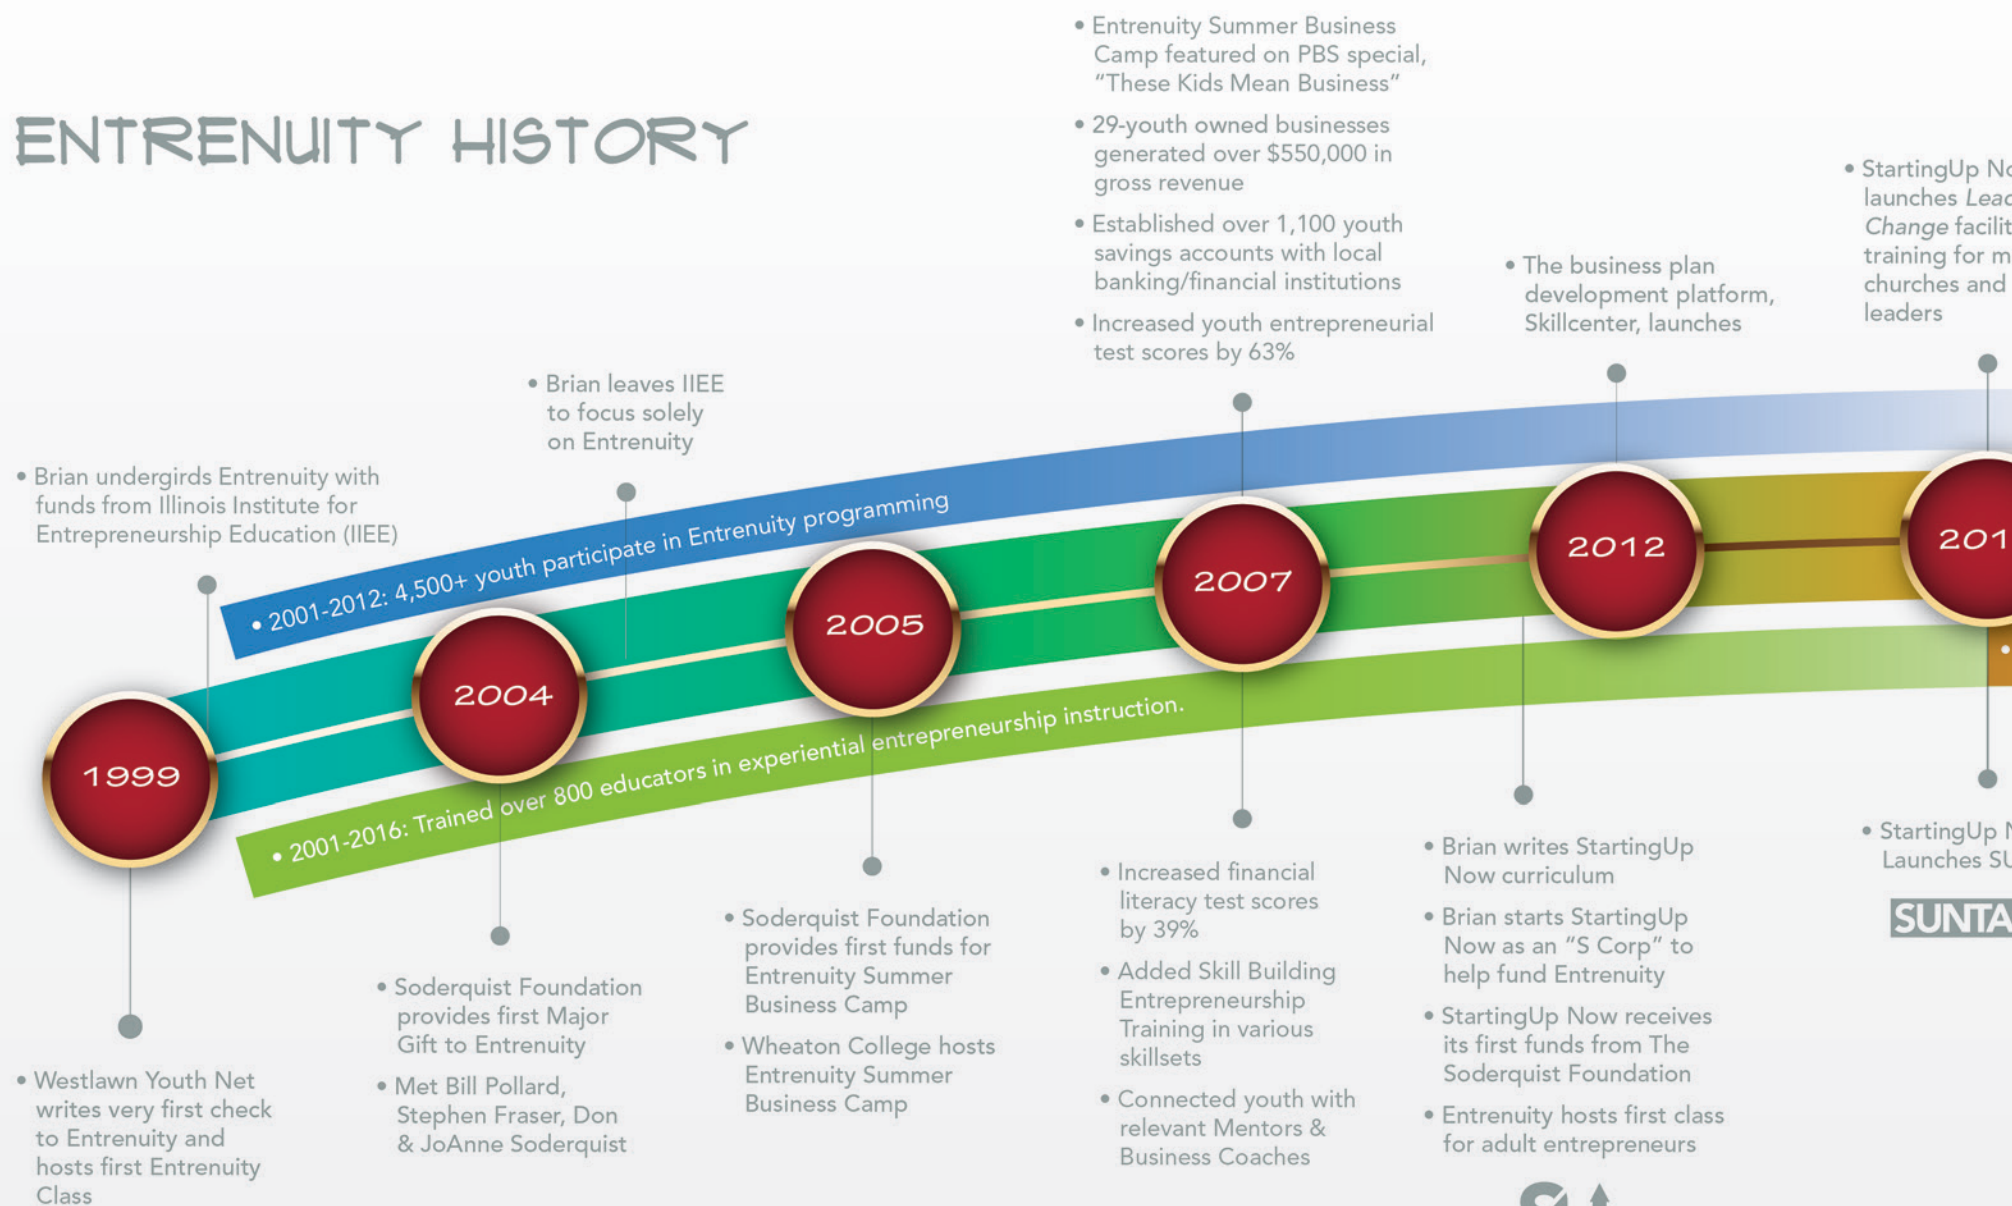 ENTRENUITY HISTORY
• Brian undergirds Entrenuity with
funds from Illinois Institute for
Entrepreneurship Education (IIEE)
• Brian leaves IIEE
to focus solely
on Entrenuity
• Entrenuity Summer Business
Camp featured on PBS special,
“These Kids Mean Business”
• 29-youth owned businesses
generated over $550,000 in
gross revenue
• Established over 1,100 youth
savings accounts with local
banking/financial institutions
• Increased youth entrepreneurial
test scores by 63%
• The business plan
development platform,
Skillcenter, launches
• StartingUp
launches
Change
training for
churches and
leaders
• 2001-2012: 4,500+ youth participate in Entrenuity programming
1999
2004
2005
2007
2012
• 2001-2016: Trained over 800 educators in experiential entrepreneurship instruction.
• Westlawn Youth Net
writes very first check
to Entrenuity and
hosts first Entrenuity
Class
• Soderquist Foundation
provides first Major
Gift to Entrenuity
• Met Bill Pollard,
Stephen Fraser, Don
& JoAnne Soderquist
• Soderquist Foundation
provides first funds for
Entrenuity Summer
Business Camp
• Wheaton College hosts
Entrenuity Summer
Business Camp
• Increased financial
literacy test scores
by 39%
• Added Skill Building
Entrepreneurship
Training in various
skillsets
• Connected youth with
relevant Mentors &
Business Coaches
• Brian writes StartingUp
Now curriculum
• Brian starts StartingUp
Now as an “S Corp” to
help fund Entrenuity
• StartingUp Now receives
its first funds from The
Soderquist Foundation
• Entrenuity hosts first class
for adult entrepreneurs
• StartingUp
Launches